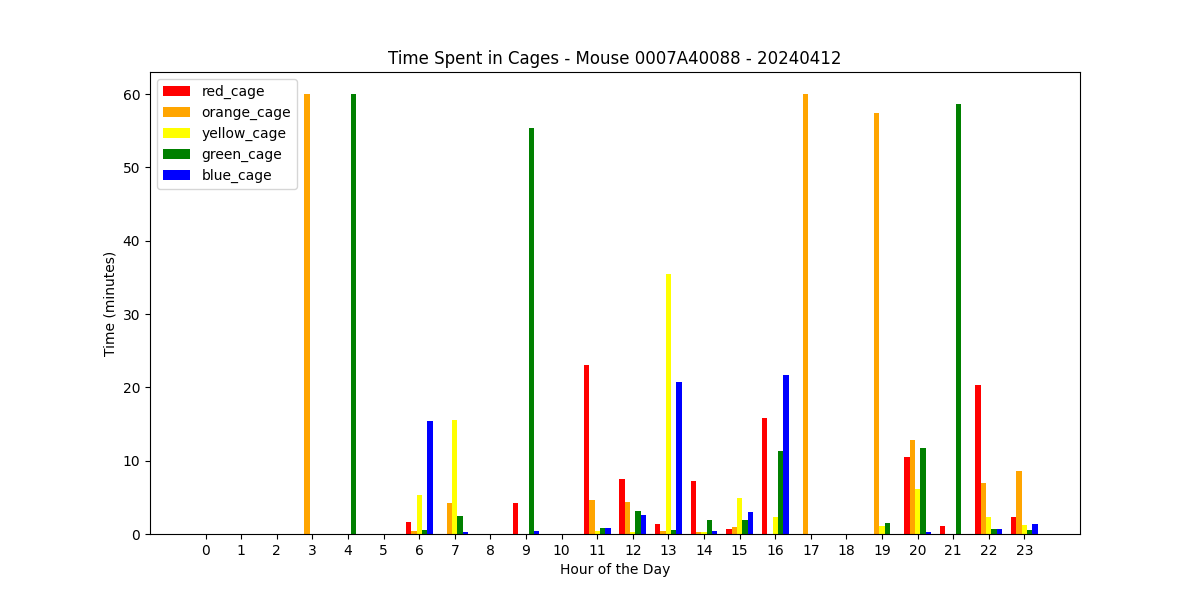 Time Spent in Cages - Mouse 0007A40088 - 20240412
red_cage
orange_cage
yellow_cage
green_cage
blue_cage
Time (minutes)
60
50
40
30
20
10
0
0 1 2 3 4 5 6 7 8 9 10 11 12 13 14 15 16 17 18 19 20 21 22 23
Hour of the Day